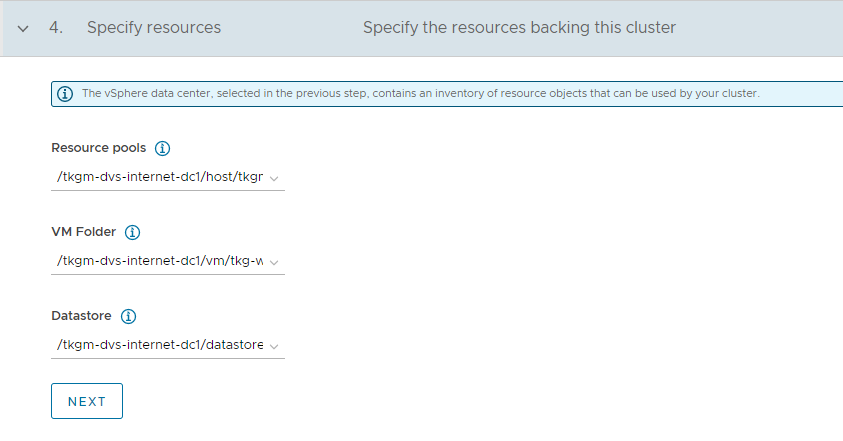 4. Specify resources Specify the resources backing this cluster
The vSphere data center, selected in the previous step, contains an inventory of resource objects that can be used by your cluster.
Resource pools
/tkgm-dvs-internet-dc1/host/tkgr
VM Folder
/tkgm-dvs-internet-dc1/vm/tkg-w
Datastore
/tkgm-dvs-internet-dc1/datastore
NEXT